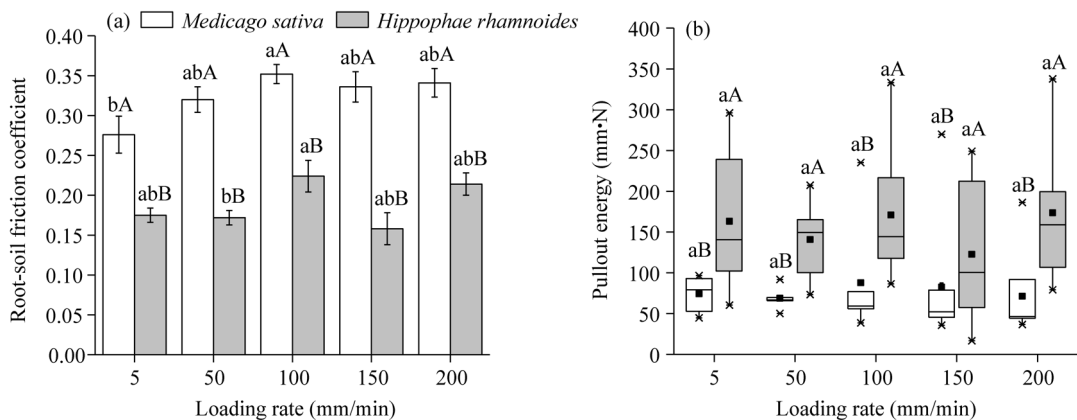 (a) Medicago sativa Hippophae rhamnoides
Root-soil friction coefficient
0.40
0.35
0.30
0.25
0.20
0.15
0.10
0.05
0.00
bA abB abA bB aA aB abA abB abA abB
5 50 100 150 200
Loading rate (mm/min)
(b)
Pullout energy (mm•N)
400
350
300
250
200
150
100
50
0
aB aA aB aA aB aA aB aA aB aA
5 50 100 150 200
Loading rate (mm/min)